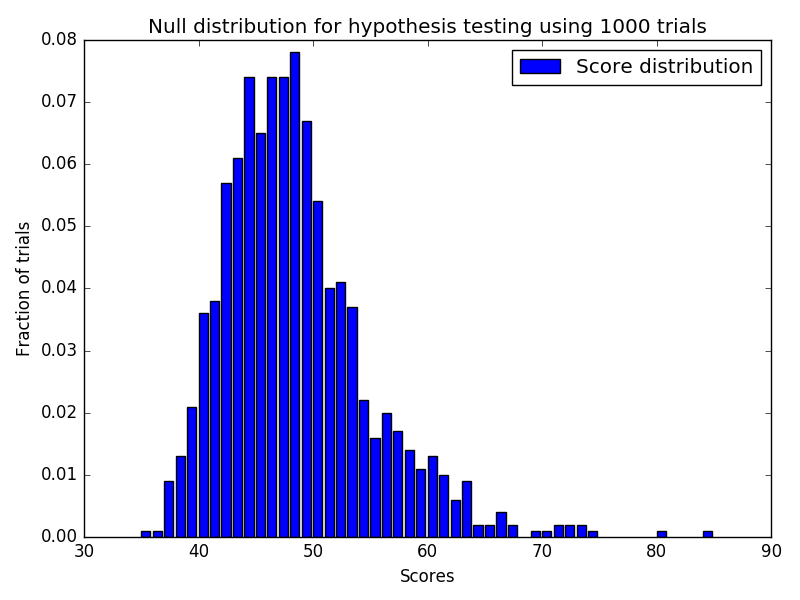 Null distribution for hypothesis testing using 1000 trials
Score distribution
0.08
0.07
0.06
0.05
0.04
0.03
0.02
0.01
0.00
Fraction of trials
30 40 50 60 70 80 90
Scores